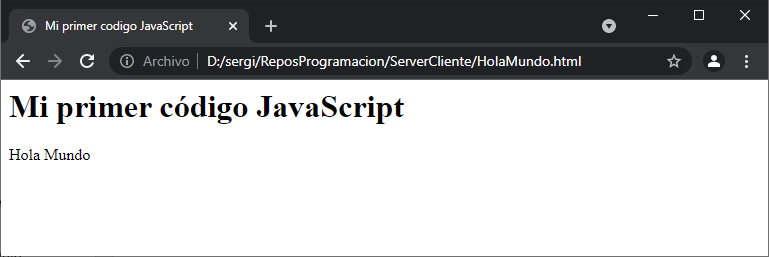 Mi primer codigo JavaScript
Archivo D:/sergi/ReposProgramacion/ServerCliente/HolaMundo.html
Mi primer código JavaScript
Hola Mundo